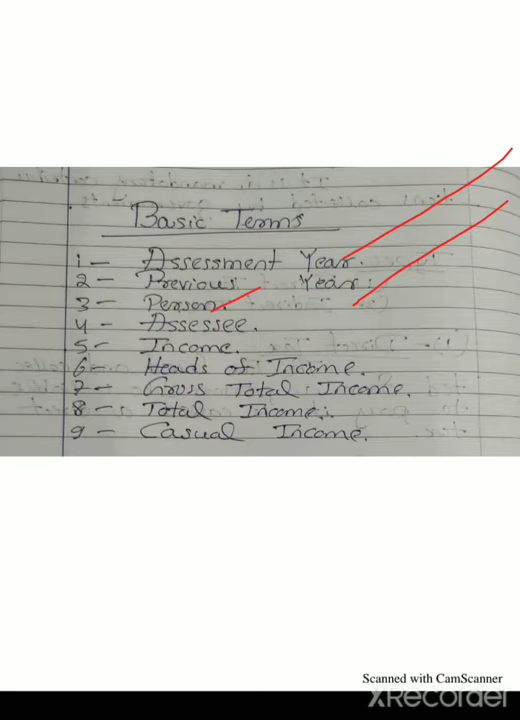 Basic Terms
1- Assessment Year.
2- Previous Year:
3- Person.
4- Assessee.
5- Income.
6- Heads of Income.
7- Gross Total Income.
8- Total Income.
9- Casual Income.
Scanned with CamScanner
XRecorder